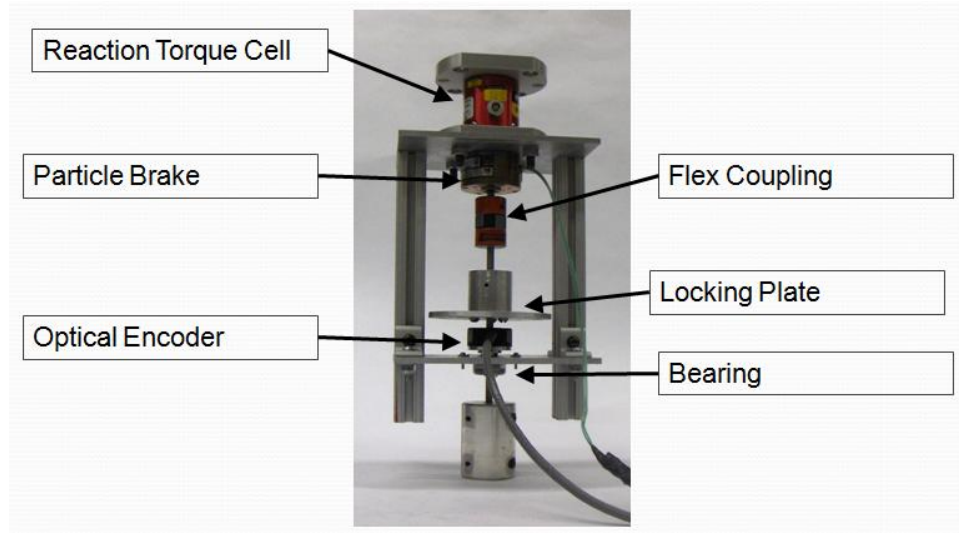 Reaction Torque Cell
Particle Brake
Flex Coupling
Locking Plate
Optical Encoder
Bearing